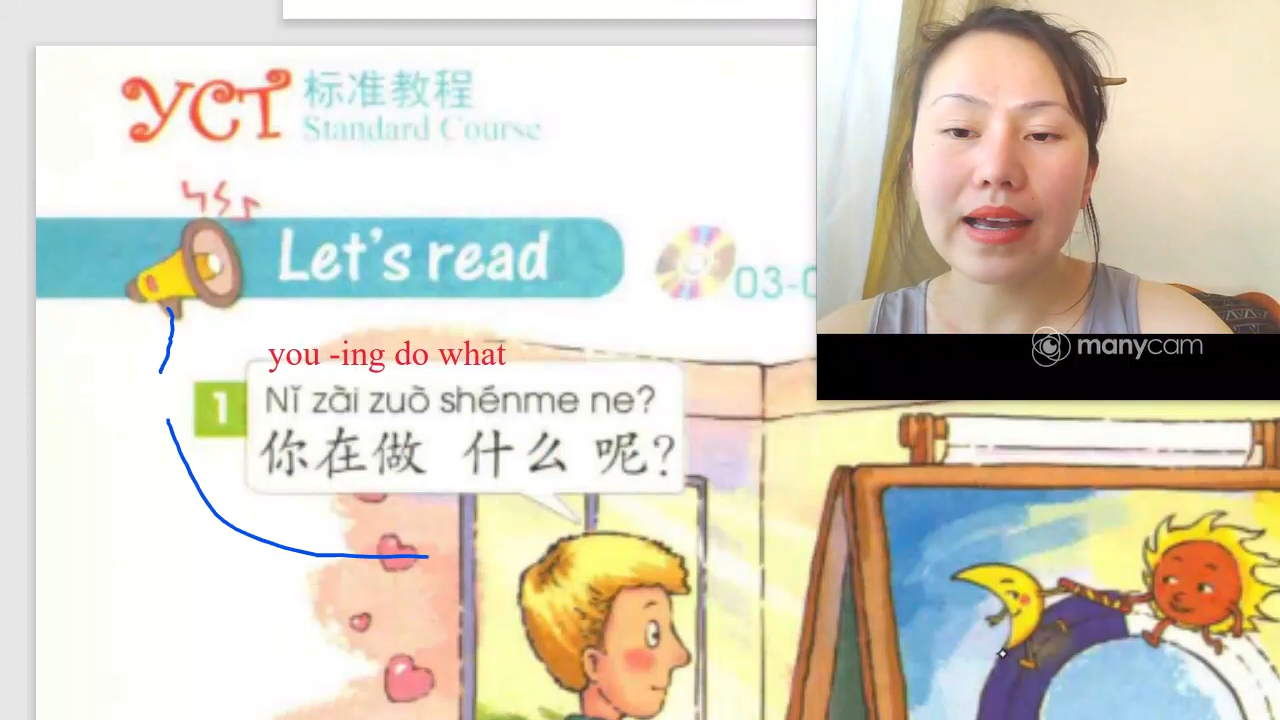 YCT 标准教程
Standard Course
Let's read
03-0
you -ing do what
1
Nǐ zài zuò shénme ne?
你在做 什么 呢?
manycam